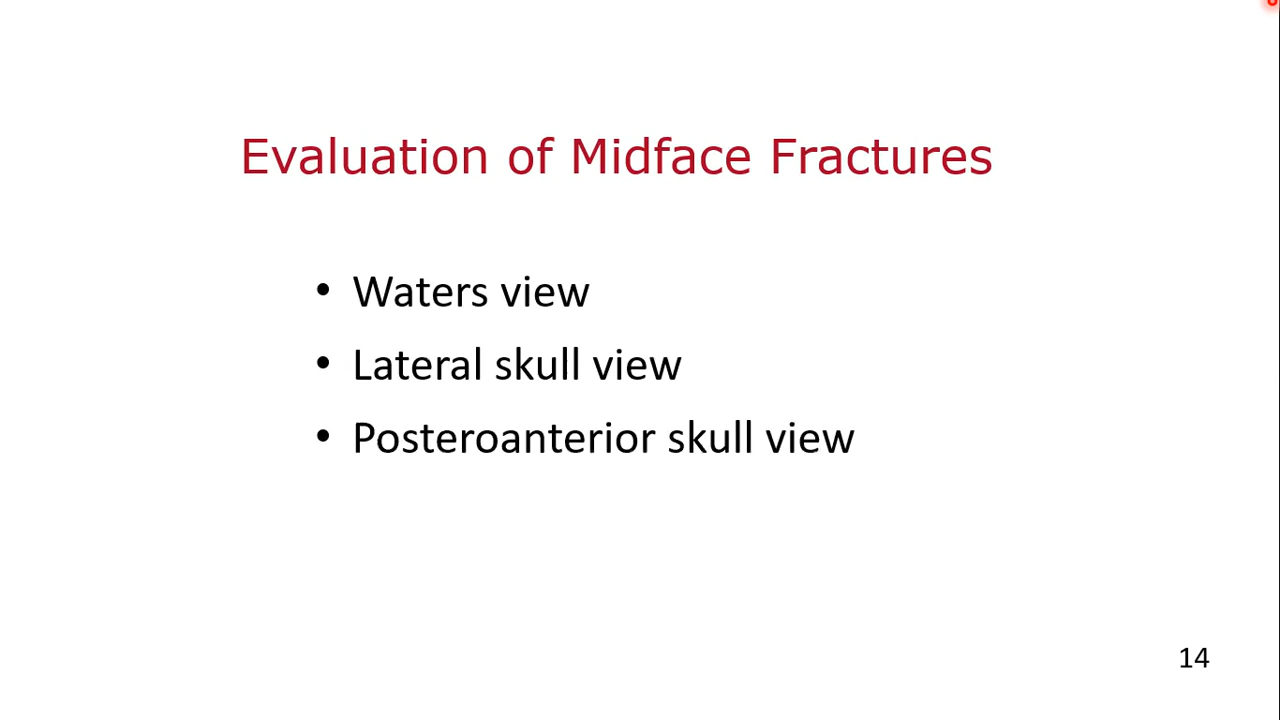 Evaluation of Midface Fractures
• Waters view
• Lateral skull view
• Posteroanterior skull view
14